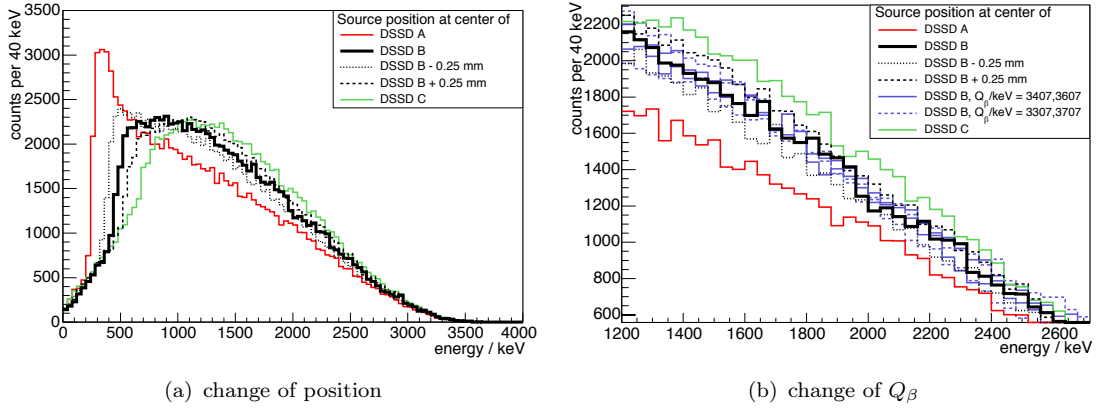 counts per 40 keV
3500
3000
2500
2000
1500
1000
500
0
Source position at center of
DSSD A
DSSD B
DSSD B - 0.25 mm
DSSD B + 0.25 mm
DSSD C
0 500 1000 1500 2000 2500 3000 3500 4000
energy / keV
(a) change of position
counts per 40 keV
2200
2000
1800
1600
1400
1200
1000
800
600
Source position at center of
DSSD A
DSSD B
DSSD B - 0.25 mm
DSSD B + 0.25 mm
DSSD B, Qβ/keV = 3407,3607
DSSD B, Qβ/keV = 3307,3707
DSSD C
1200 1400 1600 1800 2000 2200 2400 2600
energy / keV
(b) change of Qβ